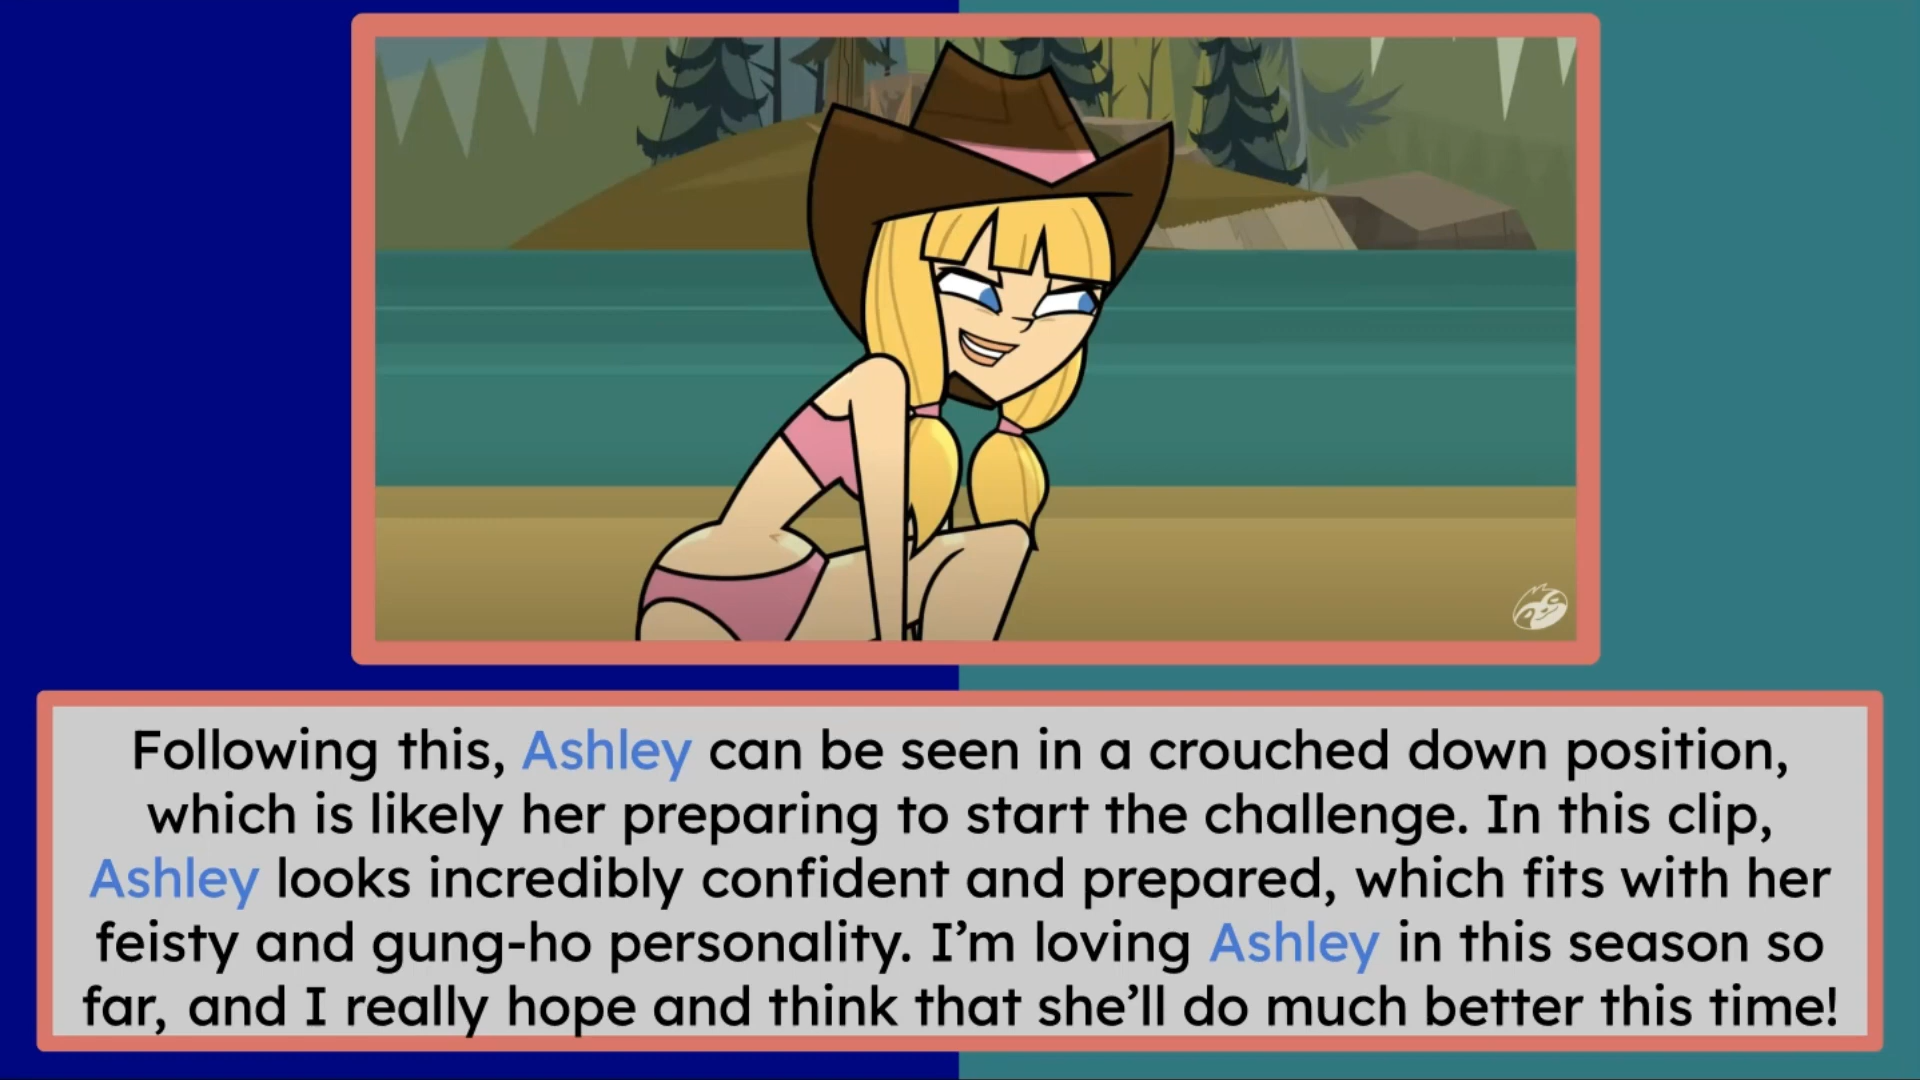 Following this, Ashley can be seen in a crouched down position,
which is likely her preparing to start the challenge. In this clip,
Ashley looks incredibly confident and prepared, which fits with her
feisty and gung-ho personality. I’m loving Ashley in this season so
far, and I really hope and think that she’ll do much better this time!